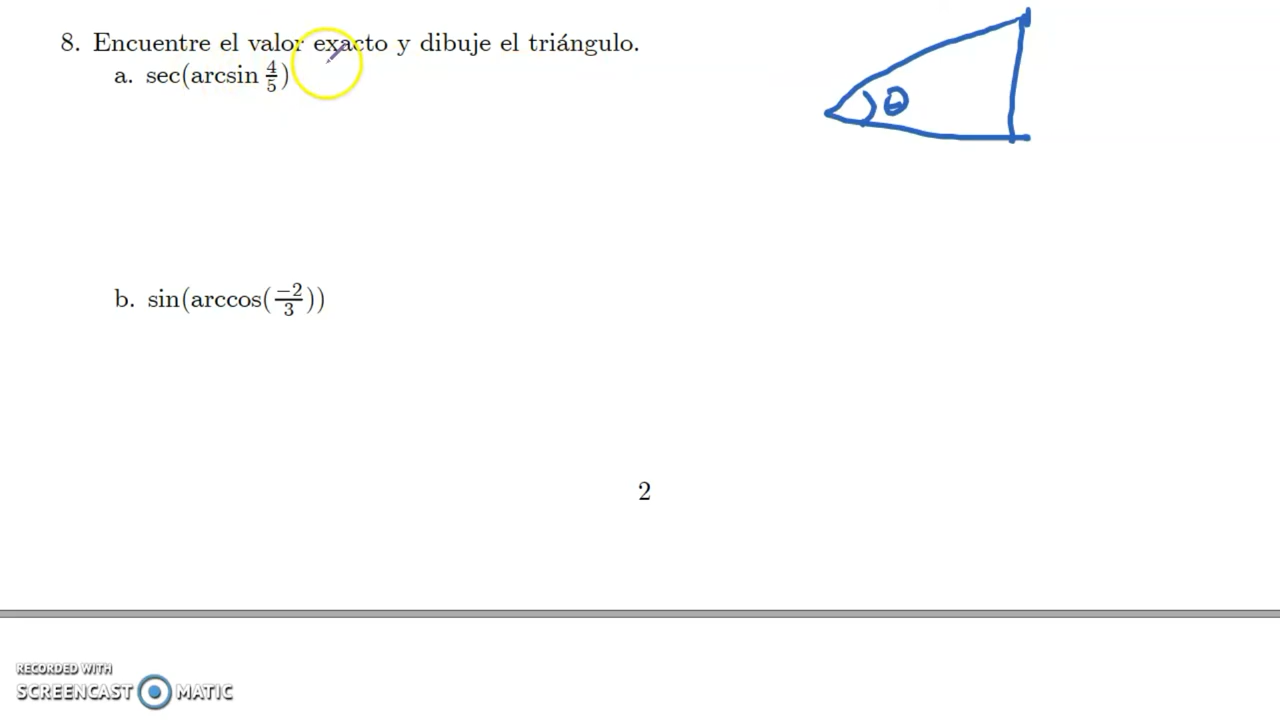 8. Encuentre el valor exacto y dibuje el triángulo.
a. sec(arcsin 4/5)
θ
b. sin(arccos(-2/3))
2
RECORDED WITH
SCREENCAST MATIC